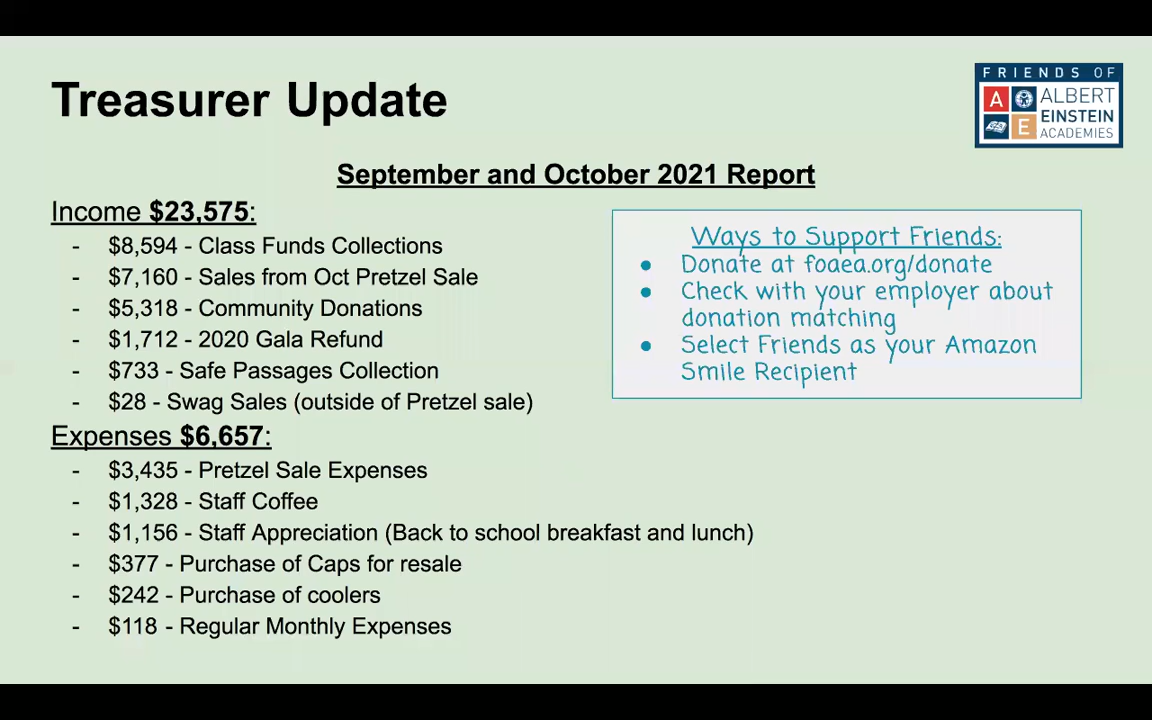 Treasurer Update
FRIENDS OF
A
ALBERT
EINSTEIN
E
ACADEMIES
September and October 2021 Report
Income $23,575:
- $8,594 - Class Funds Collections
- $7,160 - Sales from Oct Pretzel Sale
- $5,318 - Community Donations
- $1,712 - 2020 Gala Refund
- $733 - Safe Passages Collection
- $28 - Swag Sales (outside of Pretzel sale)
Ways to Support Friends:
● Donate at foaea.org/donate
● Check with your employer about
donation matching
● Select Friends as your Amazon
Smile Recipient
Expenses $6,657:
- $3,435 - Pretzel Sale Expenses
- $1,328 - Staff Coffee
- $1,156 - Staff Appreciation (Back to school breakfast and lunch)
- $377 - Purchase of Caps for resale
- $242 - Purchase of coolers
- $118 - Regular Monthly Expenses